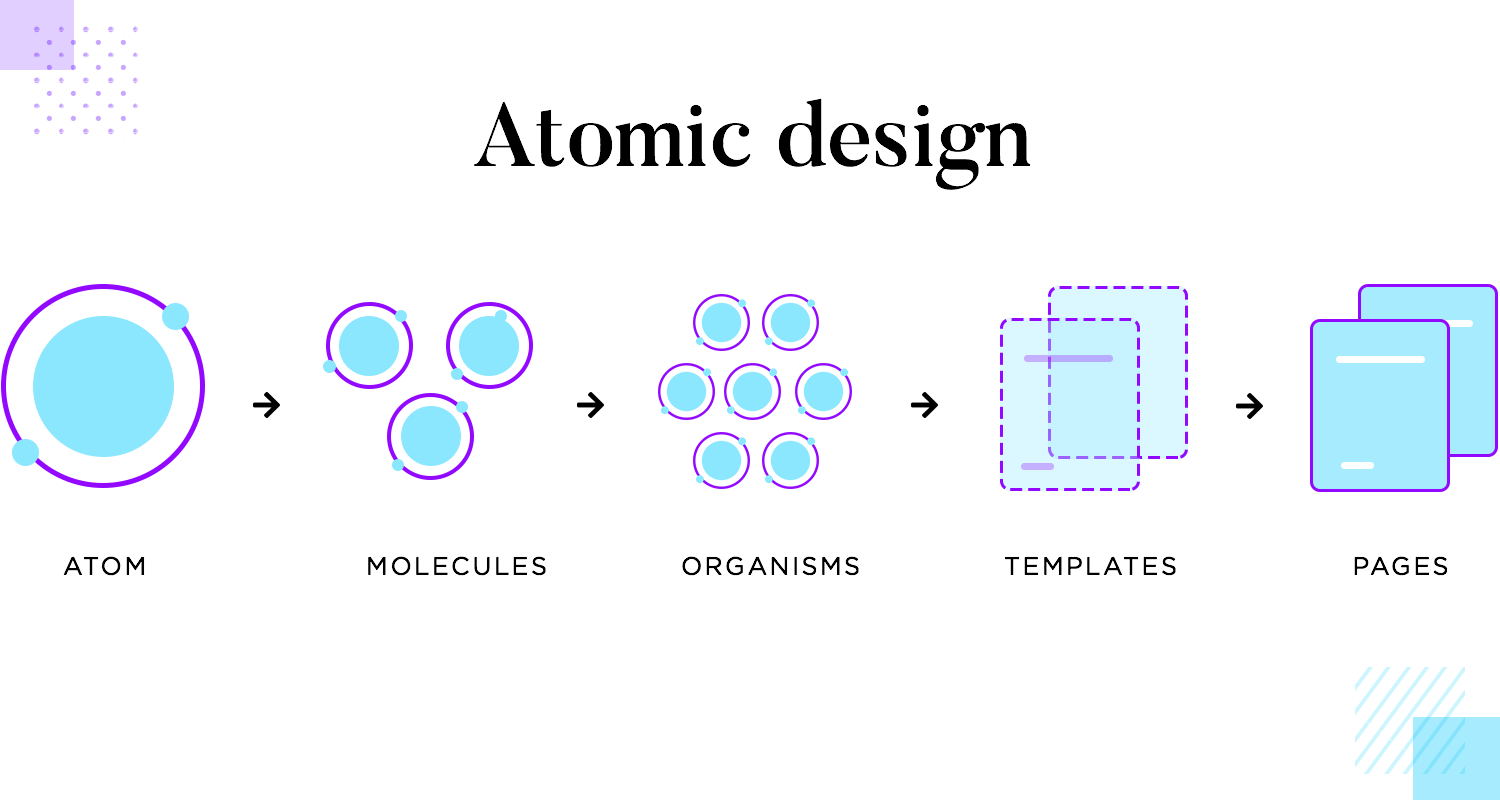 Atomic design
ATOM
MOLECULES
ORGANISMS
TEMPLATES
PAGES